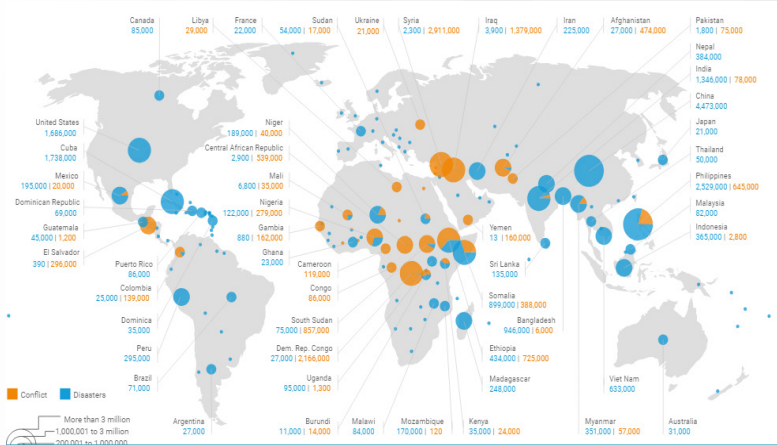 Canada
85,000
Libya
29,000
France
22,000
Sudan
54,000 | 17,000
Ukraine
21,000
Syria
2,300 | 2,911,000
Iraq
3,900 | 1,379,000
Iran
225,000
Afghanistan
27,000 | 474,000
Pakistan
1,800 | 75,000
Nepal
384,000
India
1,346,000 | 78,000
China
4,473,000
Japan
21,000
Thailand
50,000
Philippines
2,529,000 | 645,000
Malaysia
82,000
Indonesia
365,000 | 2,800
United States
1,686,000
Cuba
1,738,000
Mexico
195,000 | 20,000
Dominican Republic
69,000
Guatemala
45,000 | 1,200
El Salvador
390 | 296,000
Puerto Rico
86,000
Colombia
25,000 | 139,000
Dominica
35,000
Peru
295,000
Brazil
71,000
Argentina
27,000
Niger
189,000 | 40,000
Central African Republic
2,900 | 539,000
Mali
6,800 | 35,000
Nigeria
122,000 | 279,000
Gambia
880 | 162,000
Ghana
23,000
Cameroon
119,000
Congo
86,000
South Sudan
75,000 | 857,000
Dem. Rep. Congo
27,000 | 2,166,000
Uganda
95,000 | 1,300
Burundi
11,000 | 14,000
Malawi
84,000
Mozambique
170,000 | 120
Kenya
35,000 | 24,000
Yemen
13 | 160,000
Sri Lanka
135,000
Somalia
899,000 | 388,000
Bangladesh
946,000 | 6,000
Ethiopia
434,000 | 725,000
Madagascar
248,000
Viet Nam
633,000
Myanmar
351,000 | 57,000
Australia
31,000
Conflict
Disasters
More than 3 million
1,000,001 to 3 million
200,001 to 1,000,000